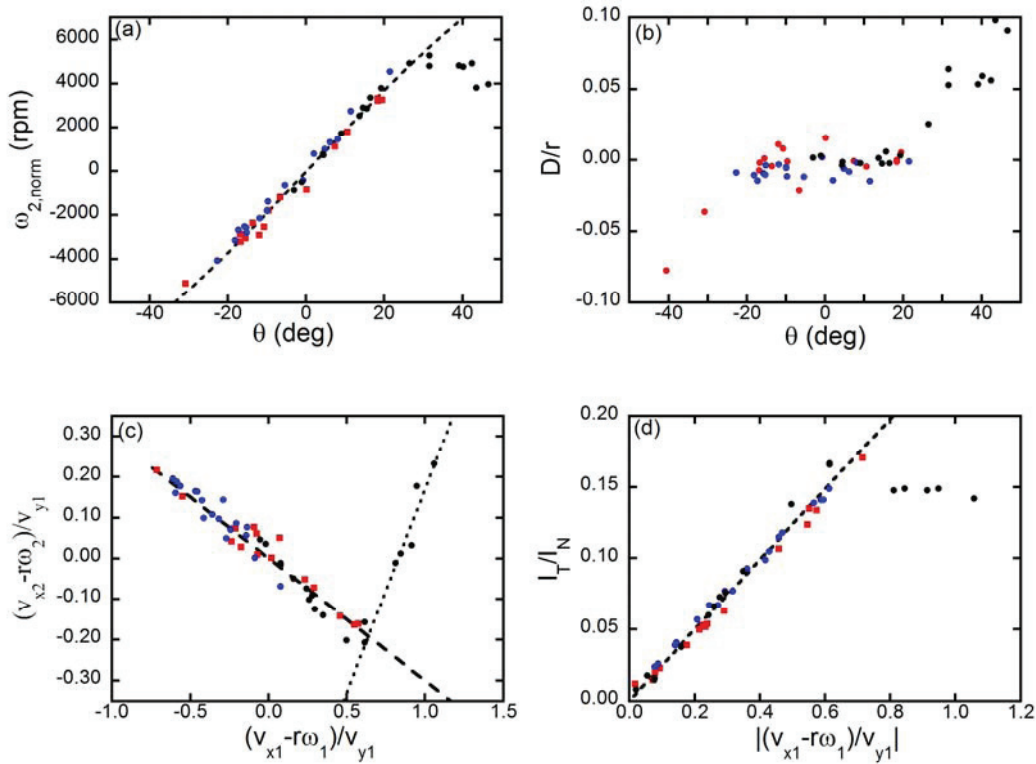 (a)
6000
4000
2000
0
-2000
-4000
-6000
ω2,norm (rpm)
-40 -20 0 20 40
θ (deg)
(b)
0.10
0.05
0.00
-0.05
-0.10
D/r
-40 -20 0 20 40
θ (deg)
(c)
0.30
0.20
0.10
0.00
-0.10
-0.20
-0.30
(vx2-rω2)/vy1
-1.0 -0.5 0.0 0.5 1.0 1.5
(vx1-rω1)/vy1
(d)
0.20
0.15
0.10
0.05
0.00
IT/IN
0.0 0.2 0.4 0.6 0.8 1.0 1.2
|(vx1-rω1)/vy1|